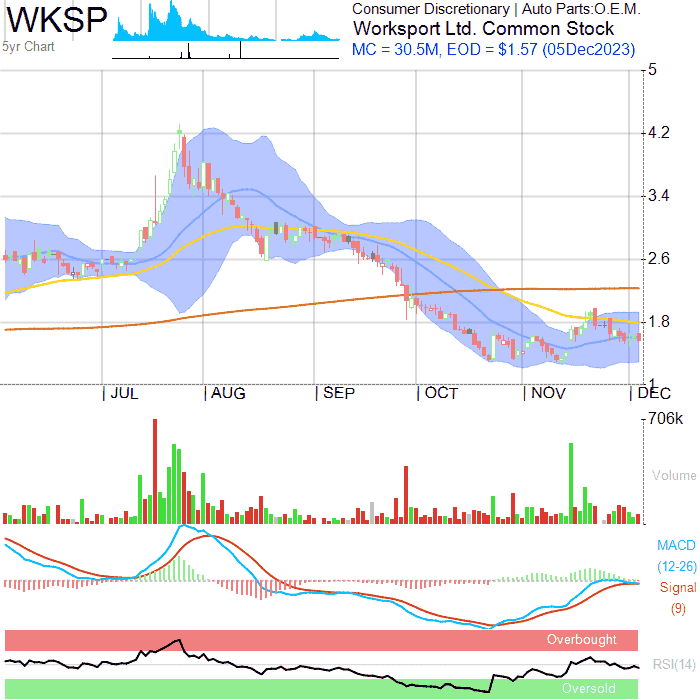 WKSP
5yr Chart
Consumer Discretionary | Auto Parts:O.E.M.
Worksport Ltd. Common Stock
MC = 30.5M, EOD = $1.57 (05Dec2023)
5
4.2
3.4
2.6
1.8
1
JUL AUG SEP OCT NOV DEC
706k
Volume
MACD
(12-26)
Signal
(9)
Overbought
RSI(14)
Oversold